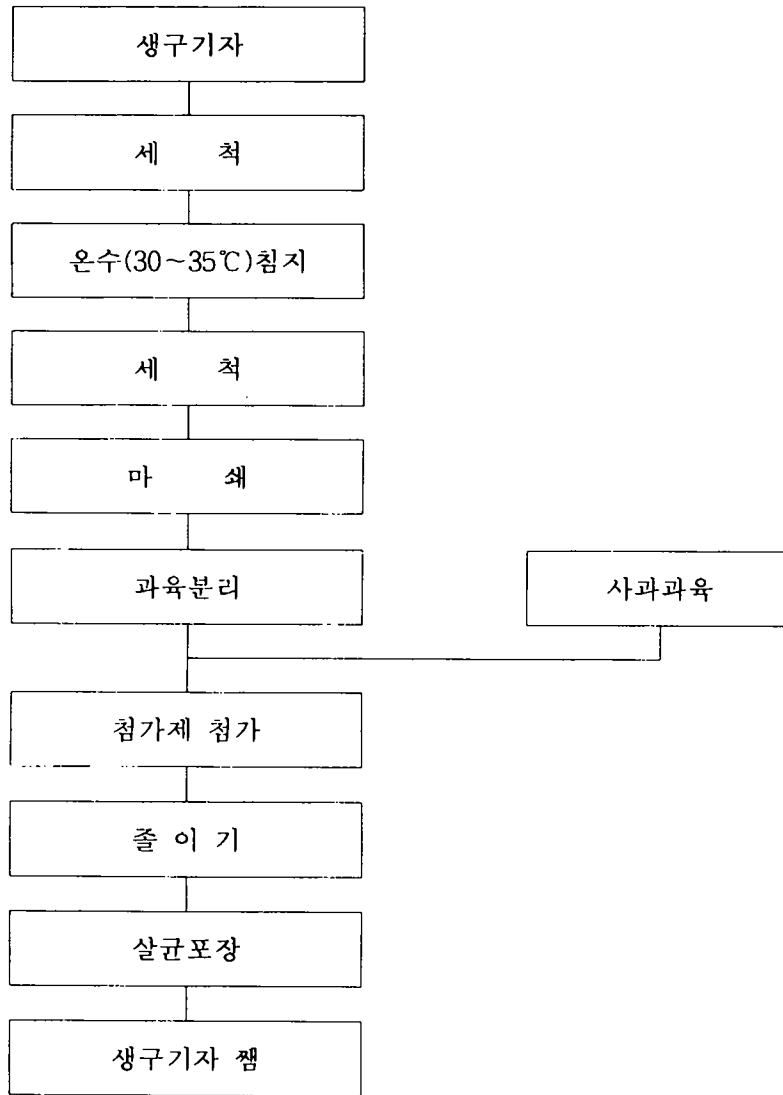 생구기자
세 척
온수(30~35℃)침지
세 척
마 쇄
과육분리
사과과육
첨가제 첨가
졸 이 기
살균포장
생구기자 쨈